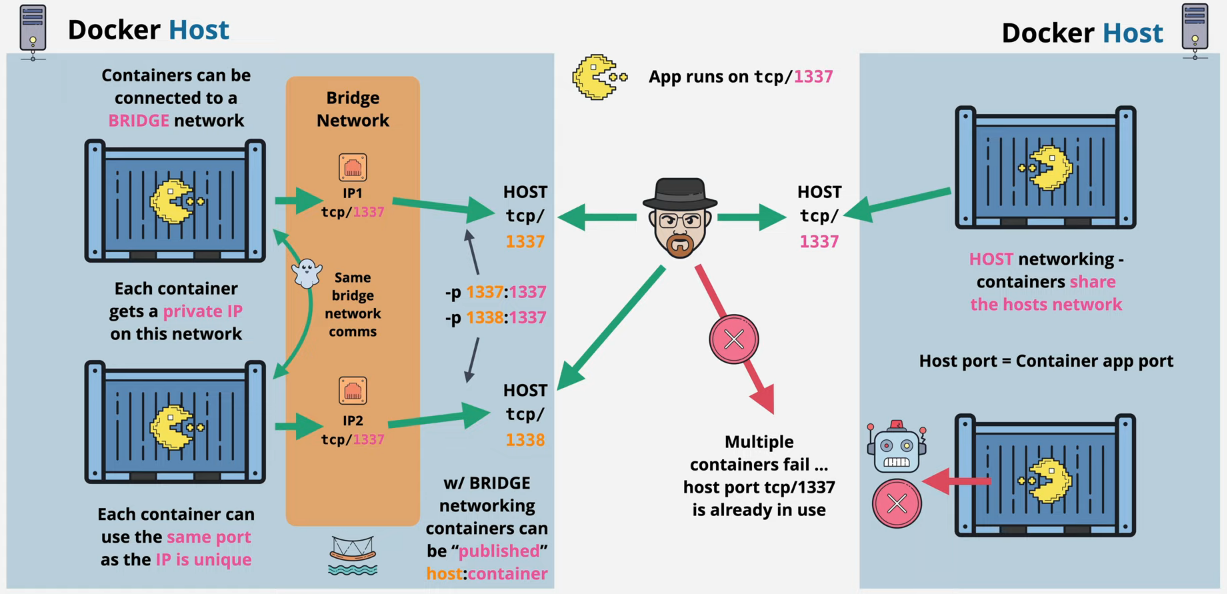 Docker Host
Containers can be
connected to a
BRIDGE network
Each container
gets a private IP
on this network
Each container can
use the same port
as the IP is unique
Bridge
Network
IP1
tcp/1337
Same
bridge
network
comms
IP2
tcp/1337
HOST
tcp/
1337
-p 1337:1337
-p 1338:1337
HOST
tcp/
1338
w/ BRIDGE
networking
containers can
be “published”
host:container
App runs on tcp/1337
HOST
tcp/
1337
Multiple
containers fail ...
host port tcp/1337
is already in use
Docker Host
HOST networking -
containers share
the hosts network
Host port = Container app port